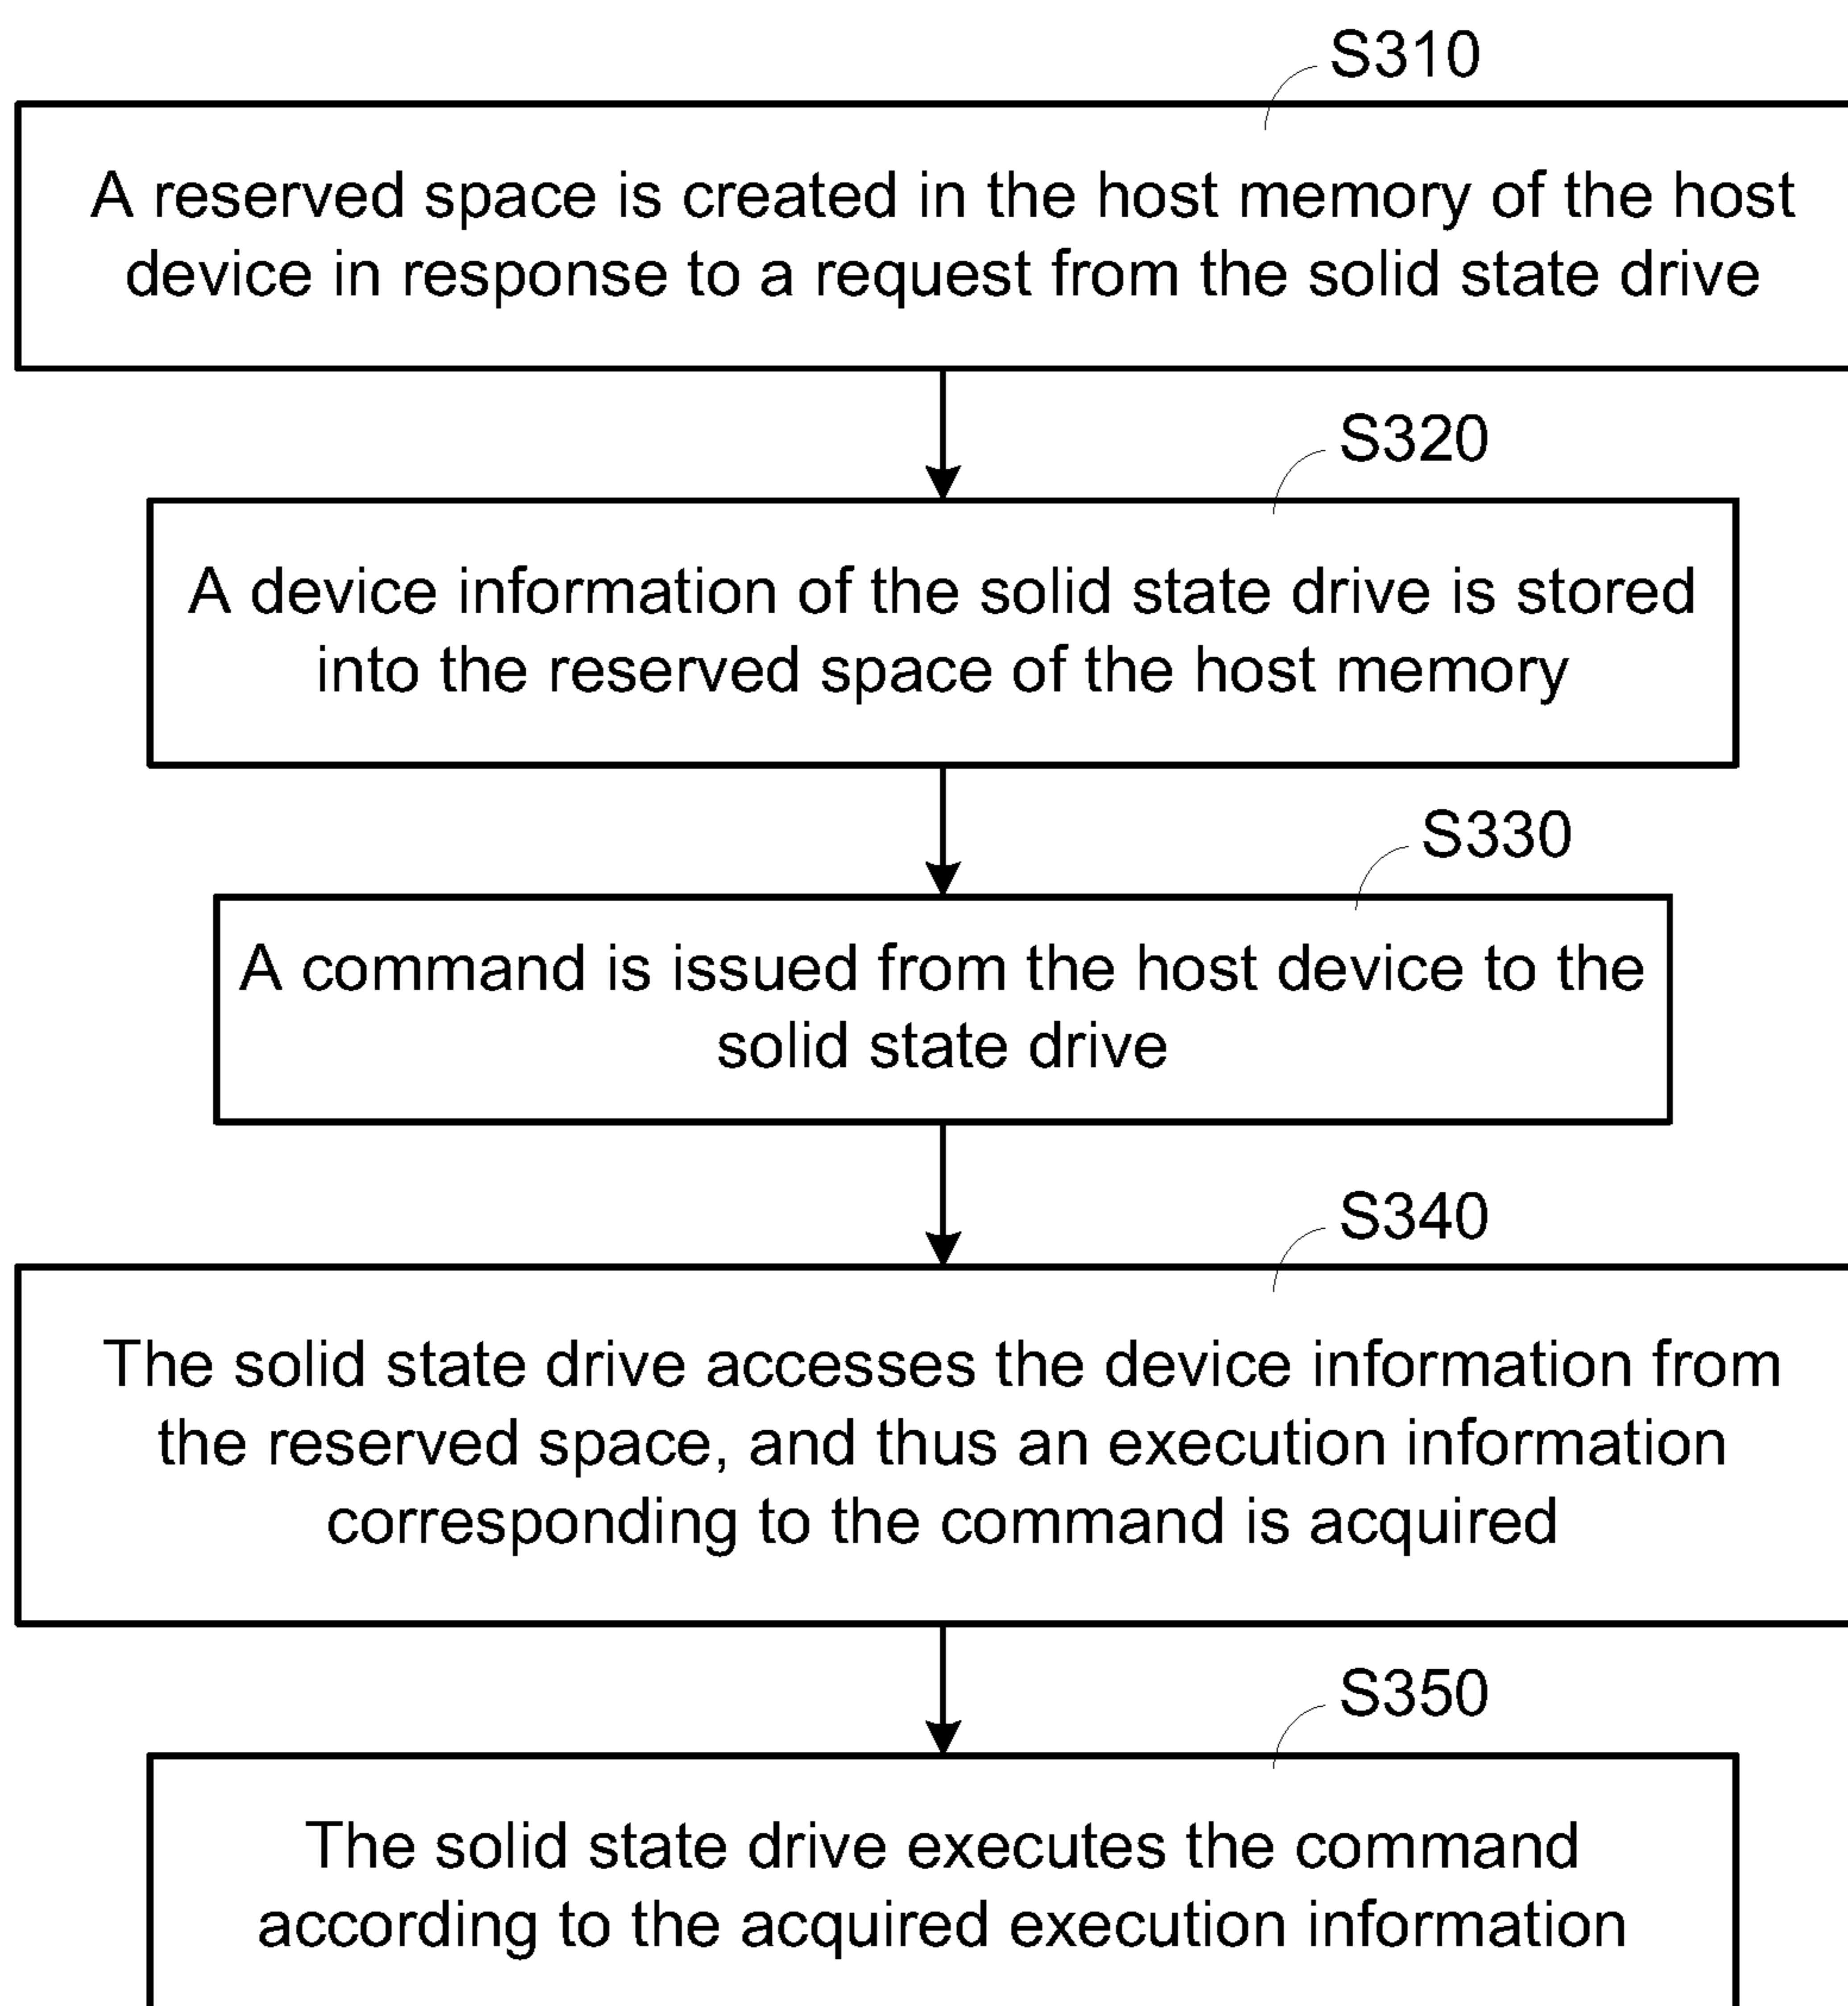 S310
A reserved space is created in the host memory of the host
device in response to a request from the solid state drive
S320
A device information of the solid state drive is stored
into the reserved space of the host memory
S330
A command is issued from the host device to the
solid state drive
S340
The solid state drive accesses the device information from
the reserved space, and thus an execution information
corresponding to the command is acquired
S350
The solid state drive executes the command
according to the acquired execution information